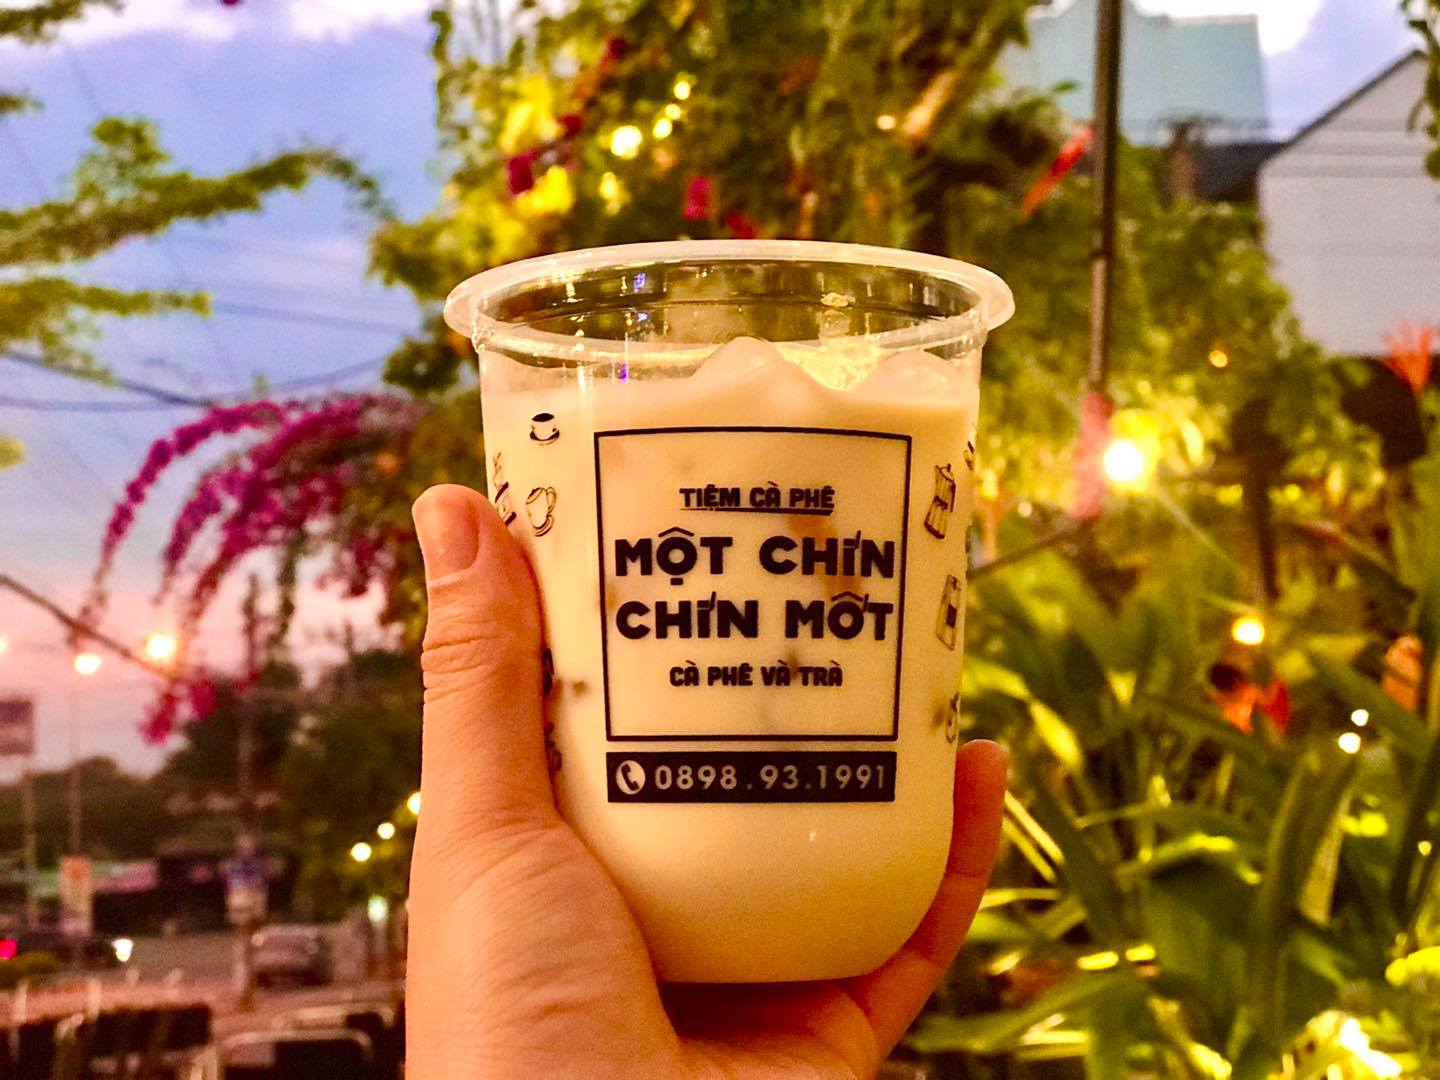 TIỆM CÀ PHÊ
MỘT CHÍN
CHÍN MỐT
CÀ PHÊ VÀ TRÀ
0898.93.1991